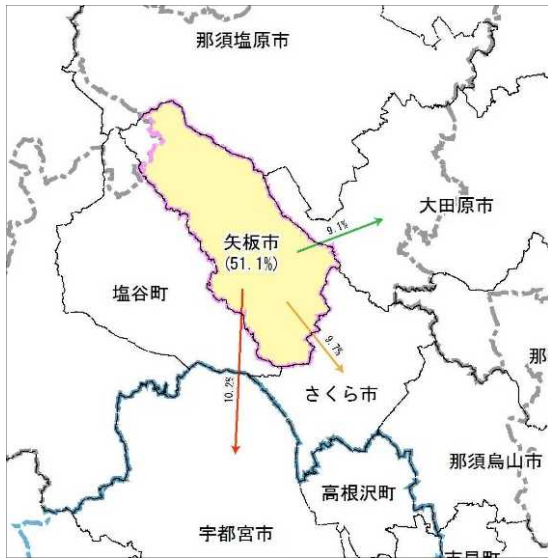 那須塩原市
大田原市
9.1%
矢板市
(51.1%)
塩谷町
9.7%
10.2%
さくら市
那
那須烏山市
高根沢町
宇都宮市